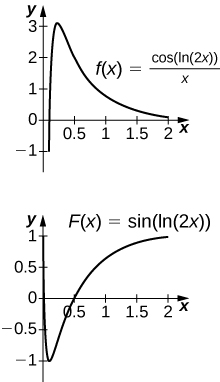 y
3
2
1
0
−1
0.5 1 1.5 2 x
f(x) = cos(ln(2x)) / x
y
F(x) = sin(ln(2x))
1
0.5
0
−0.5
−1
0.5 1 1.5 2 x